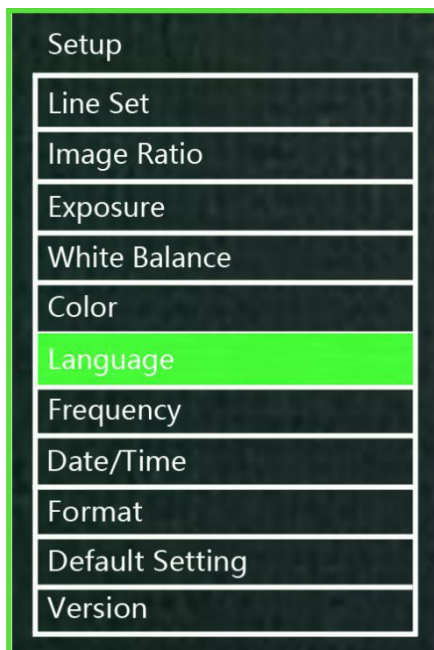 Setup
Line Set
Image Ratio
Exposure
White Balance
Color
Language
Frequency
Date/Time
Format
Default Setting
Version